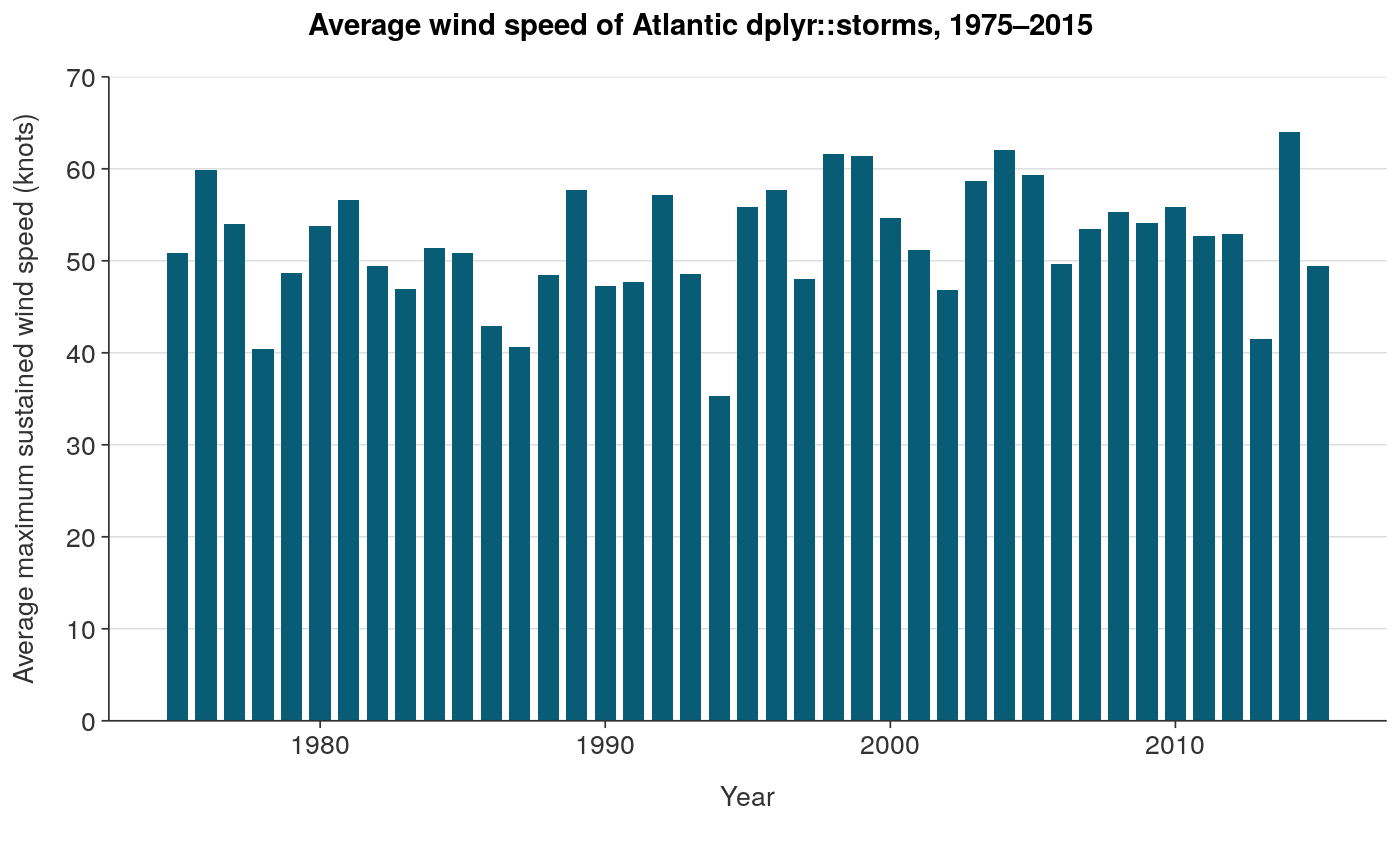 Average wind speed of Atlantic dplyr::storms, 1975–2015
Average maximum sustained wind speed (knots)
70
60
50
40
30
20
10
0
1980 1990 2000 2010
Year